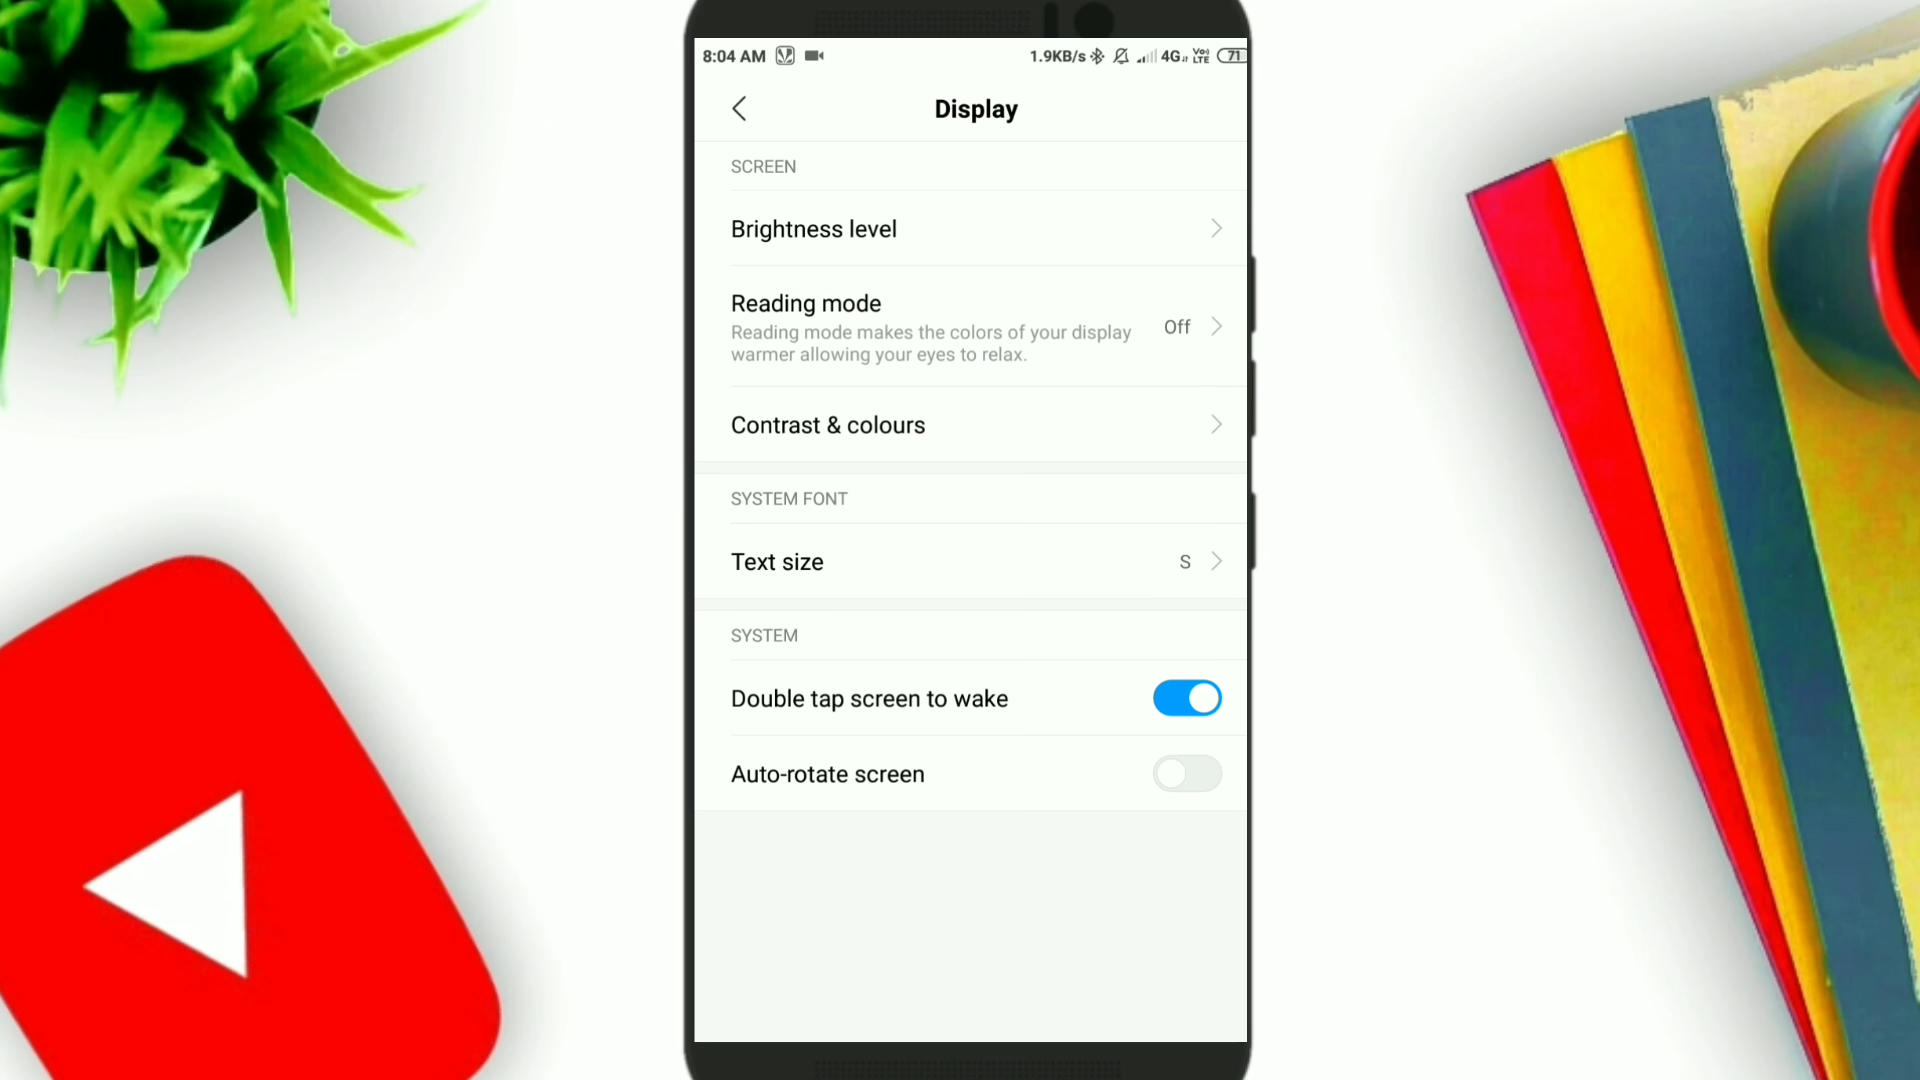 8:04 AM 1.9KB/s 4G Vo) LTE 71
Display
SCREEN
Brightness level
Reading mode
Reading mode makes the colors of your display
warmer allowing your eyes to relax.
Off
Contrast & colours
SYSTEM FONT
Text size S
SYSTEM
Double tap screen to wake
Auto-rotate screen